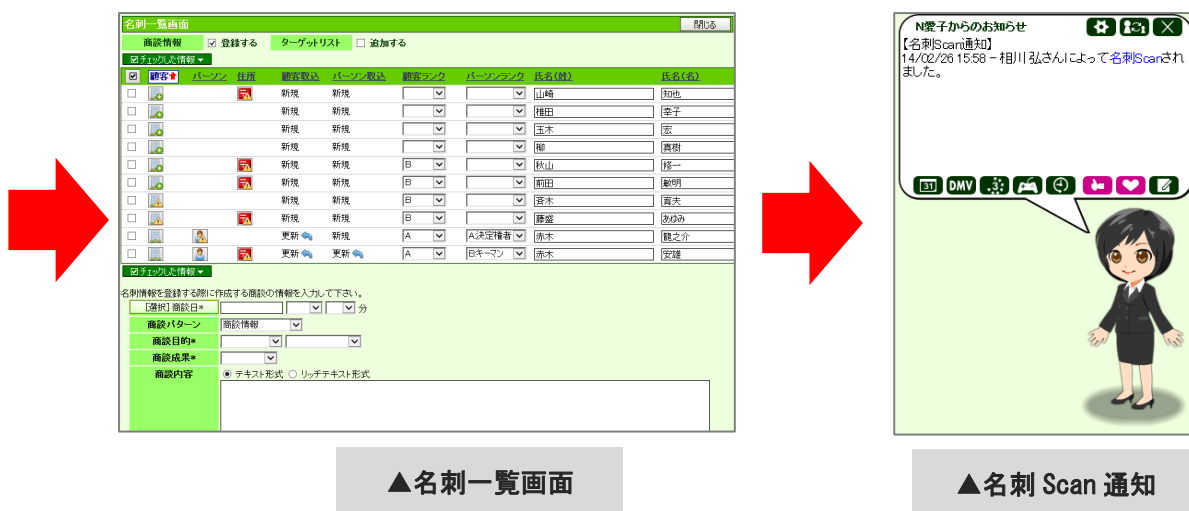 名刺一覧画面 閉じる
商談情報 登録する ターゲットリスト 追加する
チェックした情報▼
顧客 パーソン 住所 顧客取込 パーソン取込 顧客ランク パーソンランク 氏名(姓) 氏名(名)
新規 新規 山崎 知也
新規 新規 椎田 幸子
新規 新規 玉木 宏
新規 新規 柳 真樹
新規 新規 B 秋山 修一
新規 新規 B 前田 敏明
新規 新規 B 斉木 育夫
新規 新規 B 藤盛 あゆみ
更新 新規 A A決定権者 赤木 龍之介
更新 更新 A Bキーマン 赤木 安雄
チェックした情報▼
名刺情報を登録する際に作成する商談の情報を入力して下さい。
[選択]商談日* 分
商談パターン 商談情報
商談目的*
商談成果*
商談内容 テキスト形式 リッチテキスト形式
▲名刺一覧画面
N愛子からのお知らせ
【名刺Scan通知】
14/02/26 15:58 - 相川 弘さんによって名刺Scanされ
ました。
31 DMV
▲名刺 Scan 通知